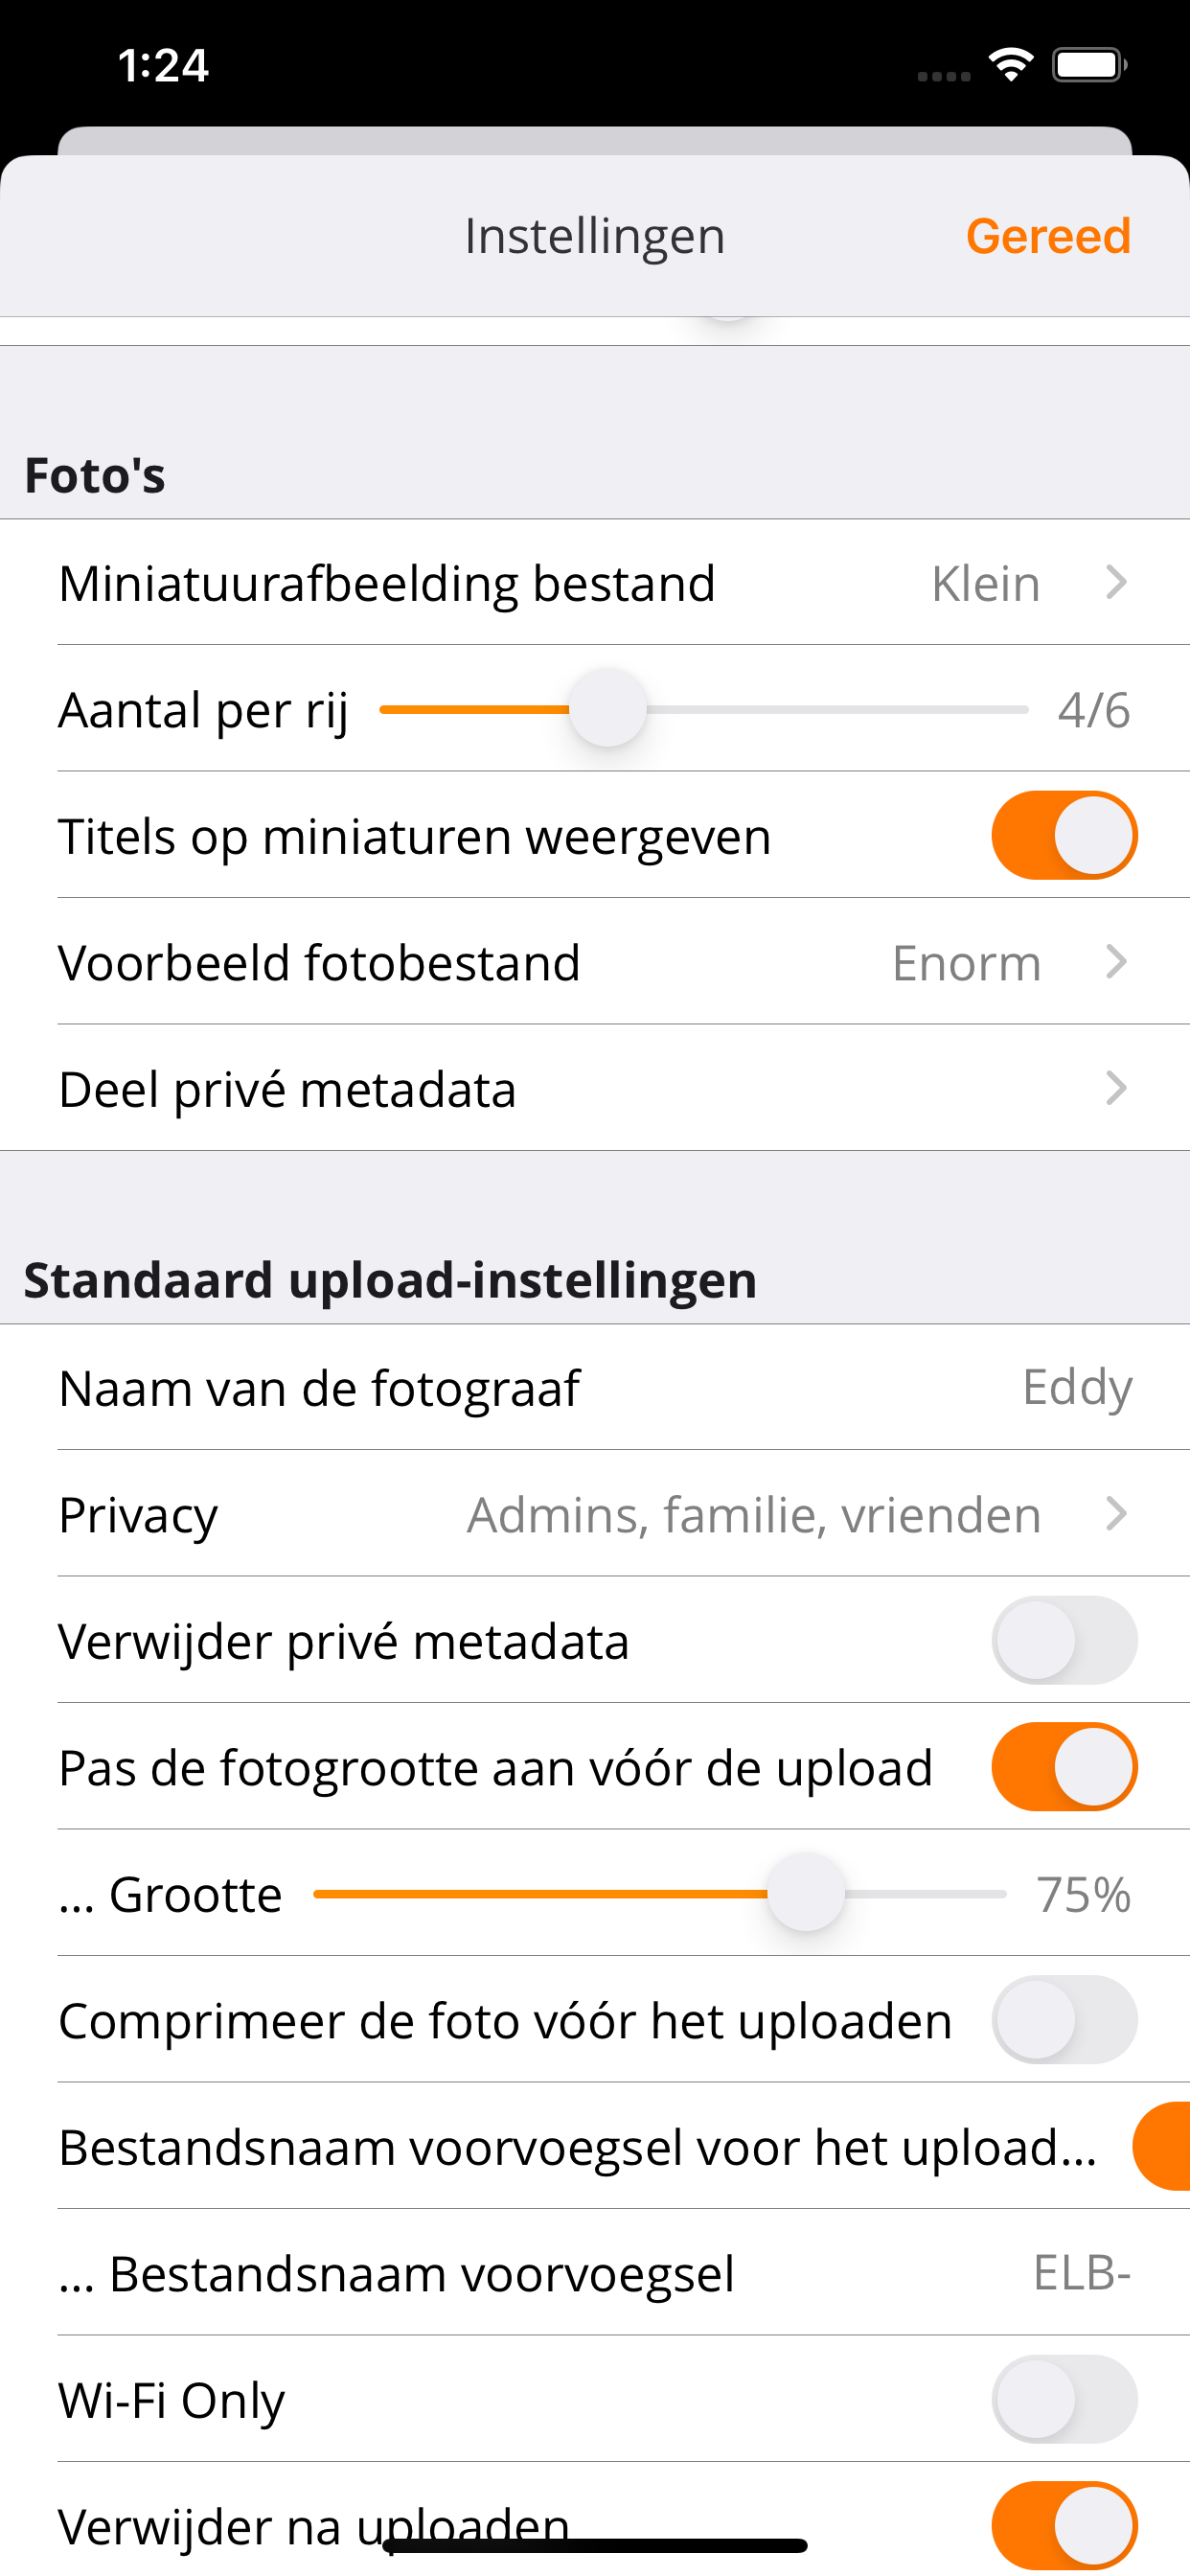 1:24
Instellingen
Gereed
Foto's
Miniatuurafbeelding bestand Klein
Aantal per rij 4/6
Titels op miniaturen weergeven
Voorbeeld fotobestand Enorm
Deel privé metadata
Standaard upload-instellingen
Naam van de fotograaf Eddy
Privacy Admins, familie, vrienden
Verwijder privé metadata
Pas de fotogrootte aan vóór de upload
... Grootte 75%
Comprimeer de foto vóór het uploaden
Bestandsnaam voorvoegsel voor het upload...
... Bestandsnaam voorvoegsel ELB-
Wi-Fi Only
Verwijder na uploaden